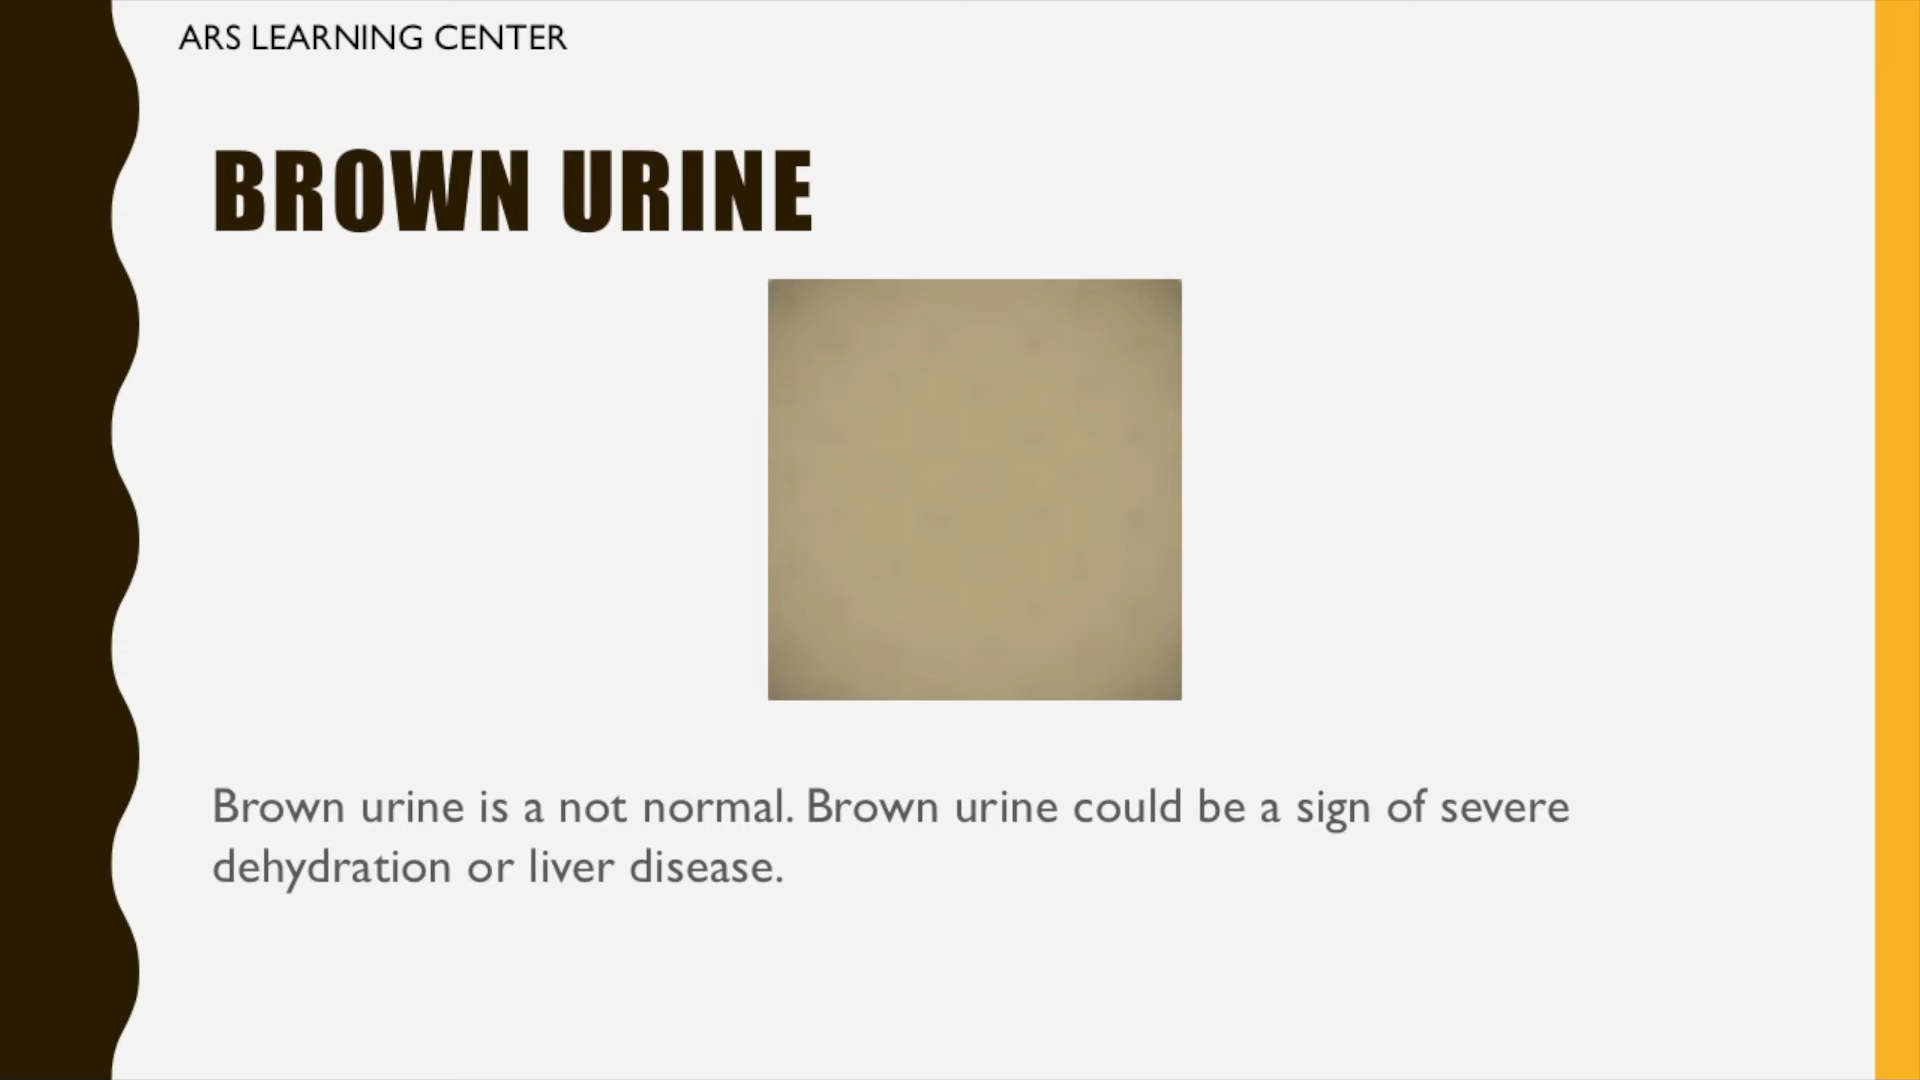 ARS LEARNING CENTER
BROWN URINE
Brown urine is a not normal. Brown urine could be a sign of severe
dehydration or liver disease.